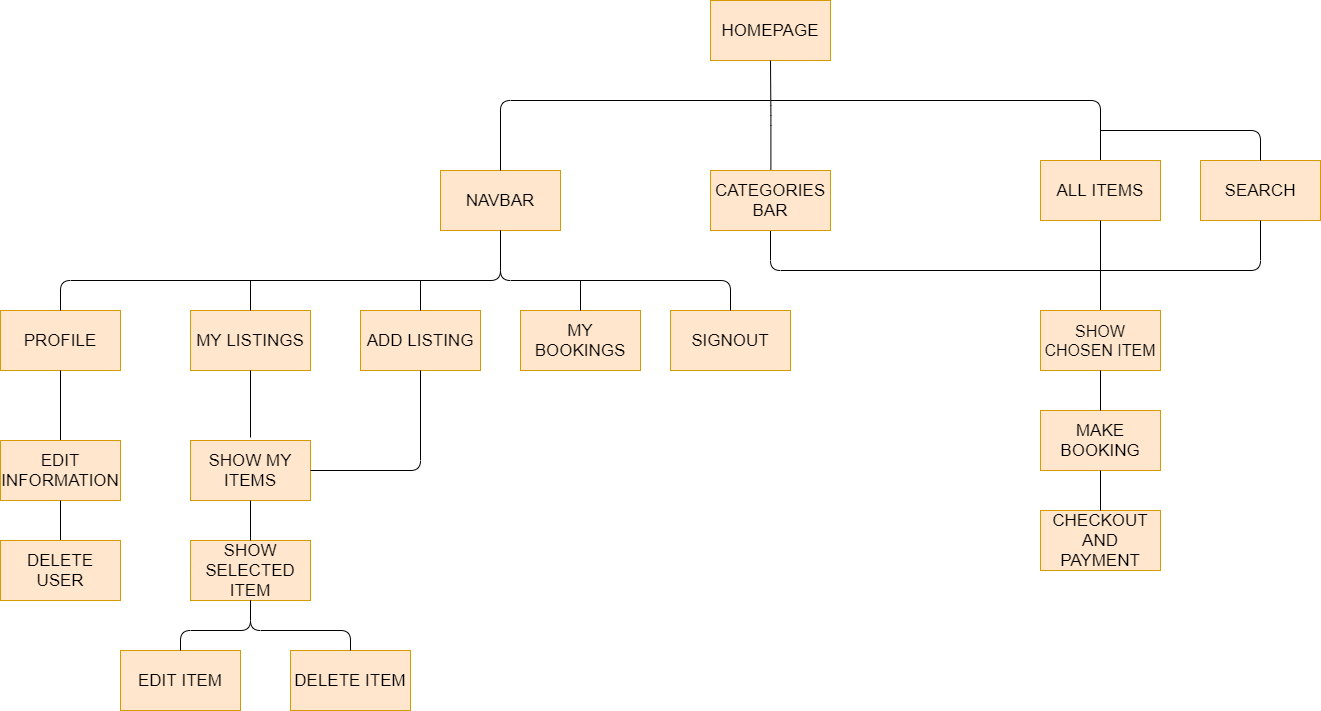 HOMEPAGE
NAVBAR
CATEGORIES
BAR
ALL ITEMS
SEARCH
PROFILE
MY LISTINGS
ADD LISTING
MY
BOOKINGS
SIGNOUT
SHOW
CHOSEN ITEM
EDIT
INFORMATION
SHOW MY
ITEMS
MAKE
BOOKING
DELETE
USER
SHOW
SELECTED
ITEM
CHECKOUT
AND
PAYMENT
EDIT ITEM
DELETE ITEM